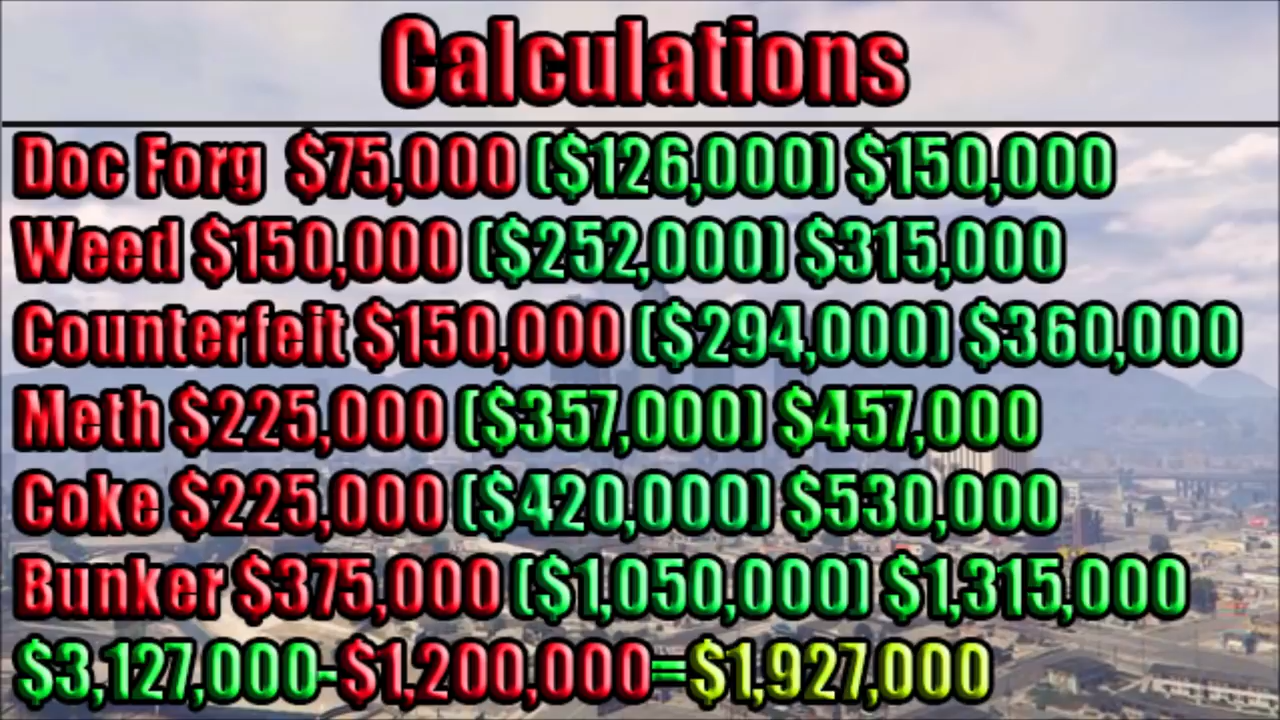 Calculations
Doc Forg $75,000 ($126,000) $150,000
Weed $150,000 ($252,000) $315,000
Counterfeit $150,000 ($294,000) $360,000
Meth $225,000 ($357,000) $457,000
Coke $225,000 ($420,000) $530,000
Bunker $375,000 ($1,050,000) $1,315,000
$3,127,000-$1,200,000=$1,927,000